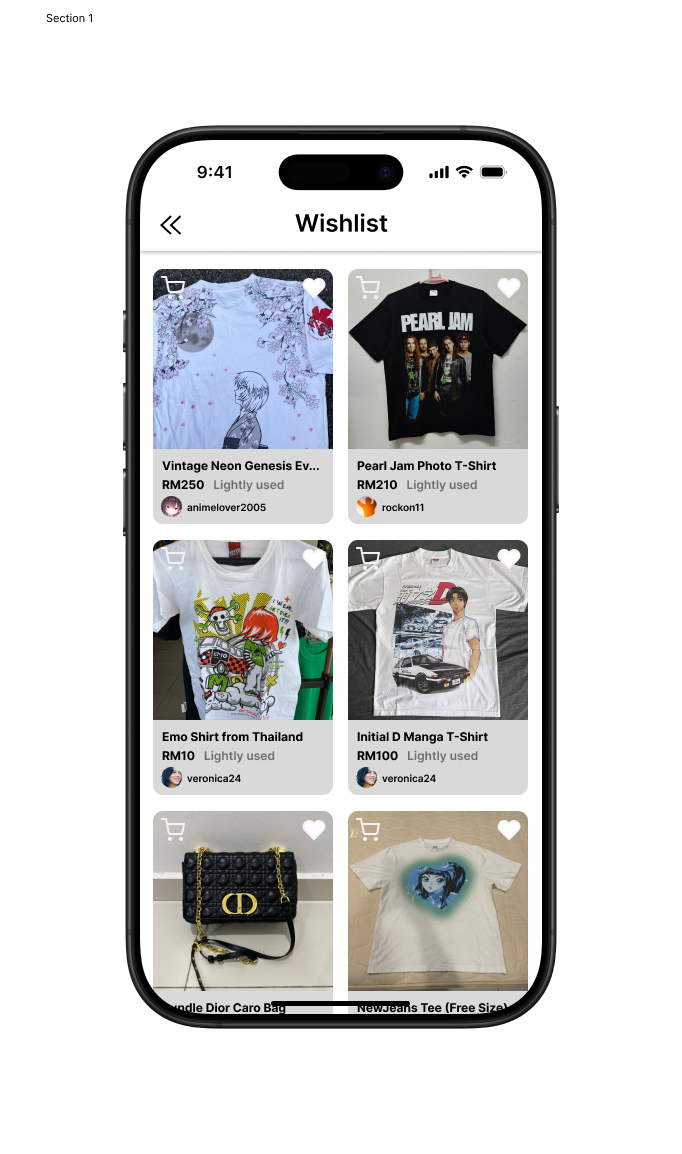 Section 1
9:41
Wishlist
Vintage Neon Genesis Ev...
RM250 Lightly used
animelover2005
PEARL JAM
Pearl Jam Photo T-Shirt
RM210 Lightly used
rockon11
EMO
Emo Shirt from Thailand
RM10 Lightly used
veronica24
D
Initial D Manga T-Shirt
RM100 Lightly used
veronica24
CD
Dior Caro Bag
NewJeans Tee (Free Size)